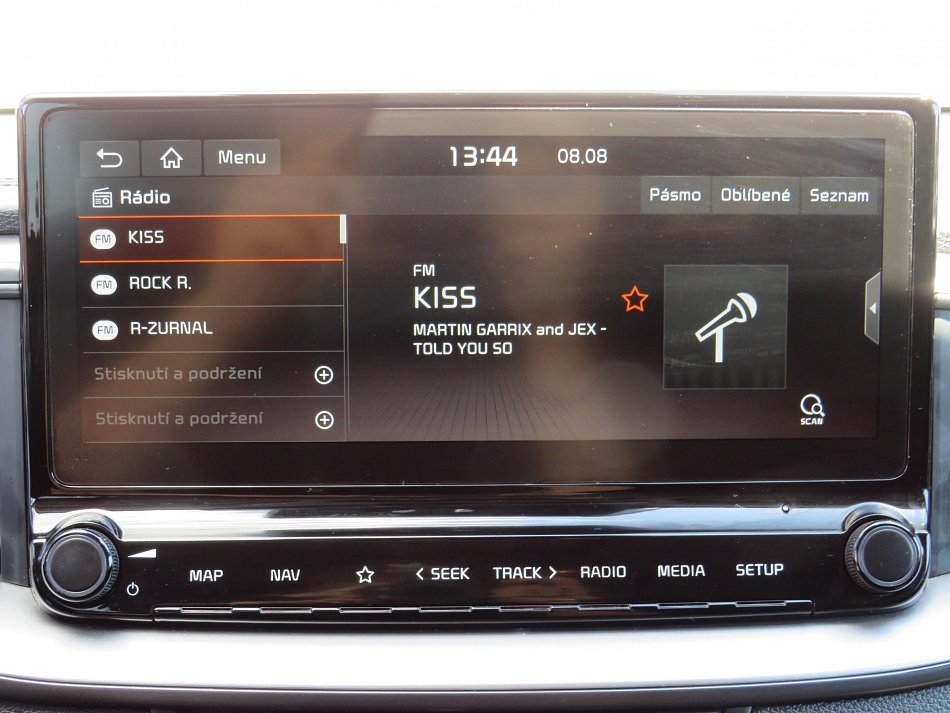 Menu
13:44
08.08
Rádio
Pásmo
Oblíbené
Seznam
FM KISS
FM ROCK R.
FM R-ZURNAL
Stisknutí a podržení
Stisknutí a podržení
FM
KISS
MARTIN GARRIX and JEX -
TOLD YOU SO
SCAN
MAP
NAV
< SEEK
TRACK >
RADIO
MEDIA
SETUP